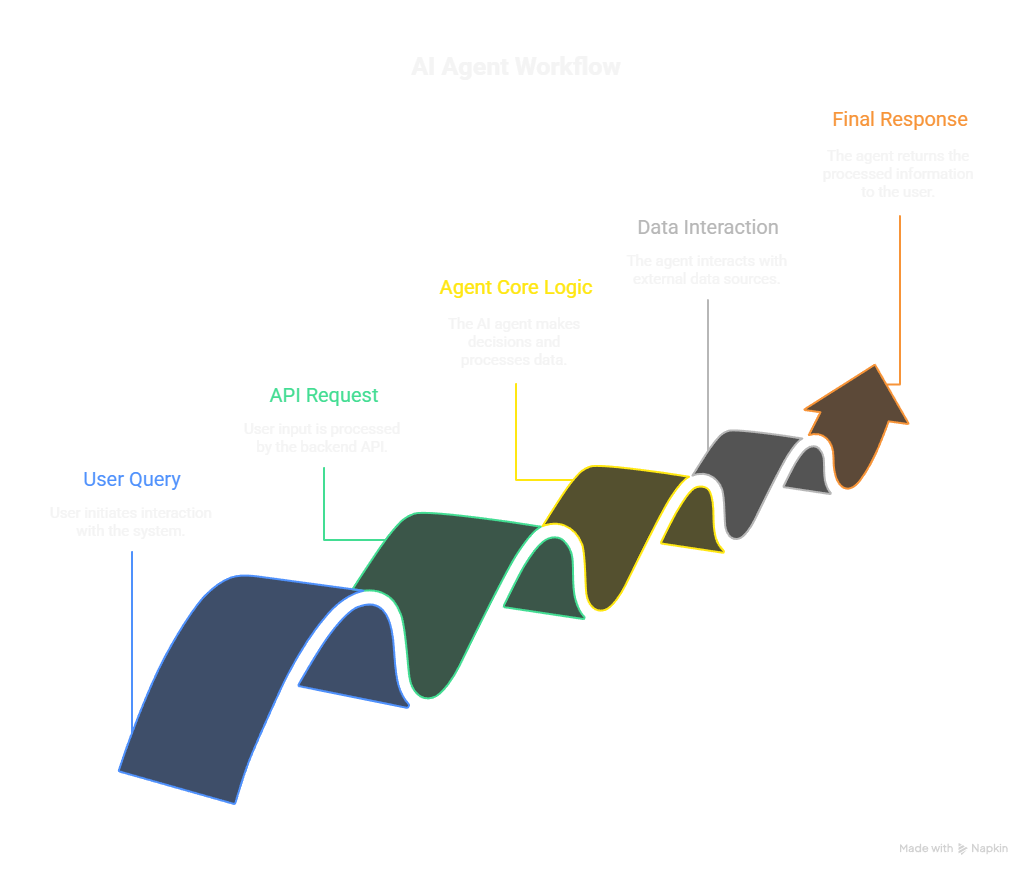 AI Agent Workflow
Final Response
The agent returns the
processed information
to the user.
Data Interaction
The agent interacts with
external data sources.
Agent Core Logic
The AI agent makes
decisions and
processes data.
API Request
User input is processed
by the backend API.
User Query
User initiates interaction
with the system.
Made with Napkin